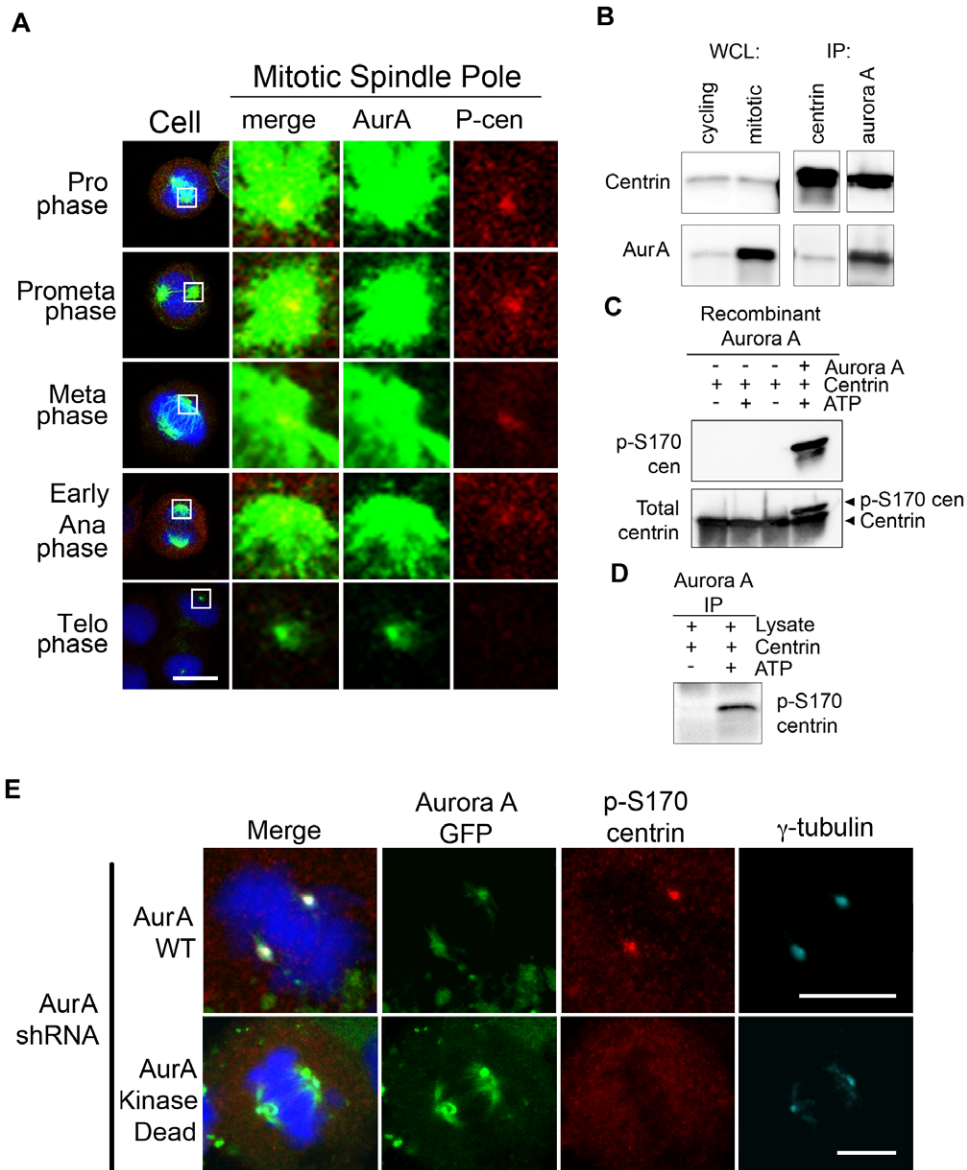 A
Mitotic Spindle Pole
Cell merge AurA P-cen
Pro
phase
Prometa
phase
Meta
phase
Early
Ana
phase
Telo
phase
B
WCL: IP:
cycling mitotic centrin aurora A
Centrin
AurA
C
Recombinant
Aurora A
- - - + Aurora A
+ + + + Centrin
- + - + ATP
p-S170
cen
Total
centrin
p-S170 cen
Centrin
D
Aurora A
IP
+ + Lysate
+ + Centrin
- + ATP
p-S170
centrin
E
Merge
Aurora A
GFP
p-S170
centrin
γ-tubulin
AurA
shRNA
AurA
WT
AurA
Kinase
Dead